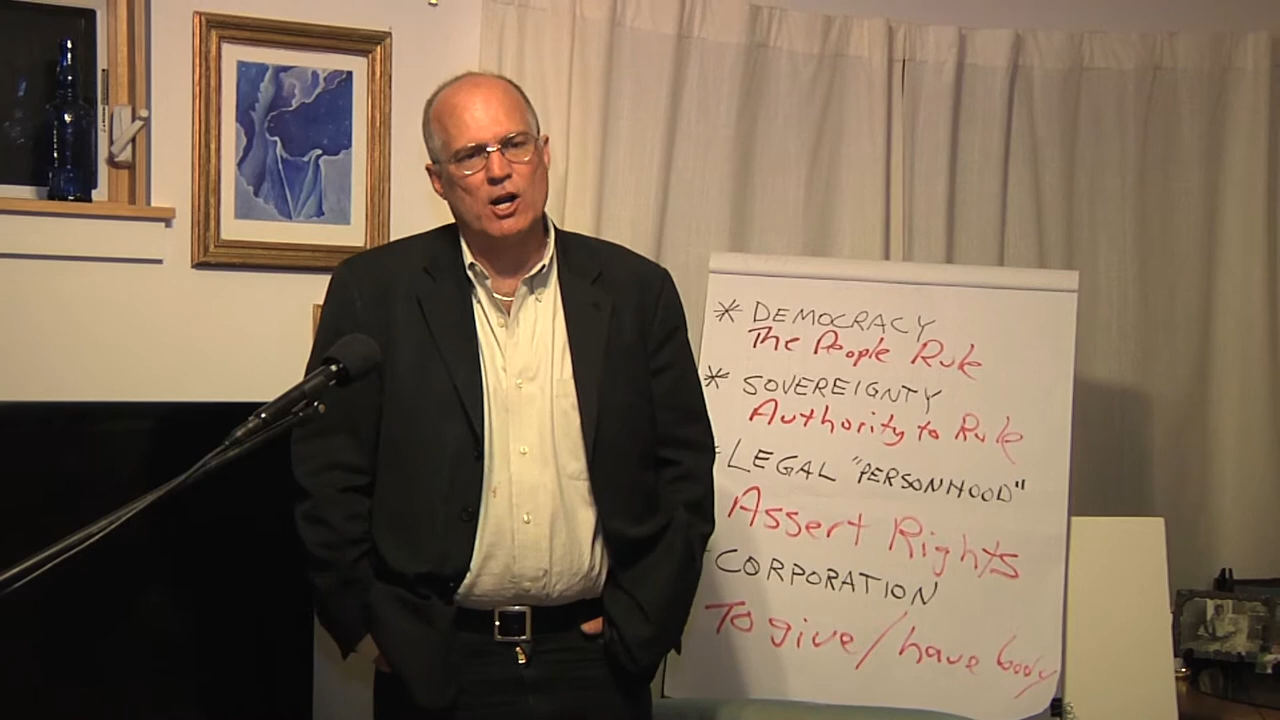 * DEMOCRACY
The People Rule
* SOVEREIGNTY
Authority to Rule
* LEGAL "PERSONHOOD"
Assert Rights
* CORPORATION
To give/have body